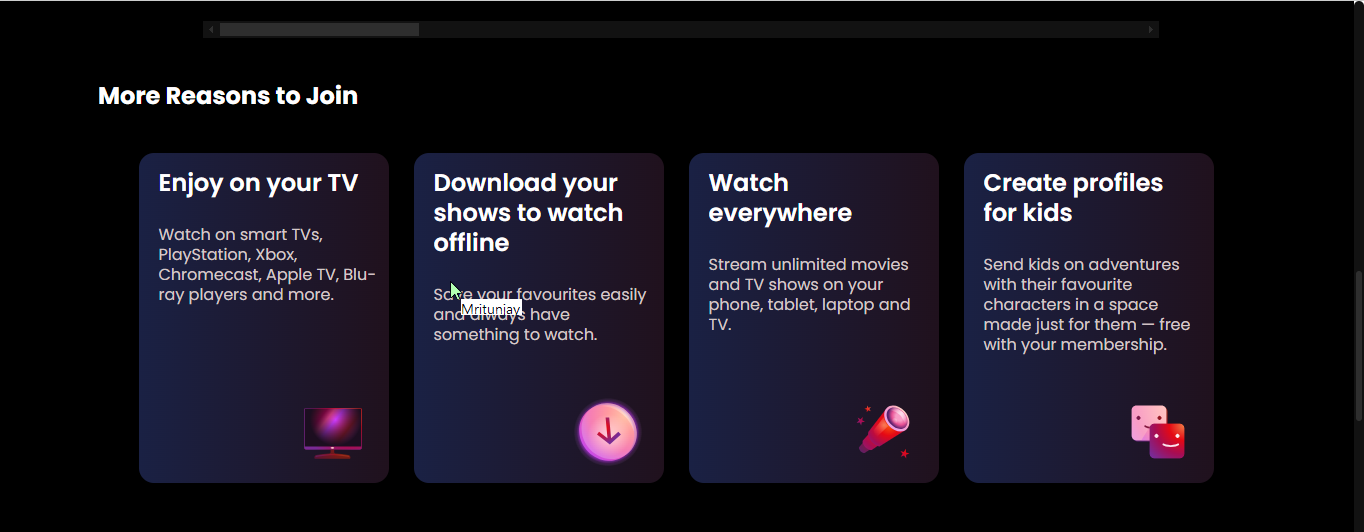 More Reasons to Join
Enjoy on your TV
Watch on smart TVs,
PlayStation, Xbox,
Chromecast, Apple TV, Blu-
ray players and more.
Download your
shows to watch
offline
Save your favourites easily
and always have
something to watch.
Mritunjay
Watch
everywhere
Stream unlimited movies
and TV shows on your
phone, tablet, laptop and
TV.
Create profiles
for kids
Send kids on adventures
with their favourite
characters in a space
made just for them — free
with your membership.